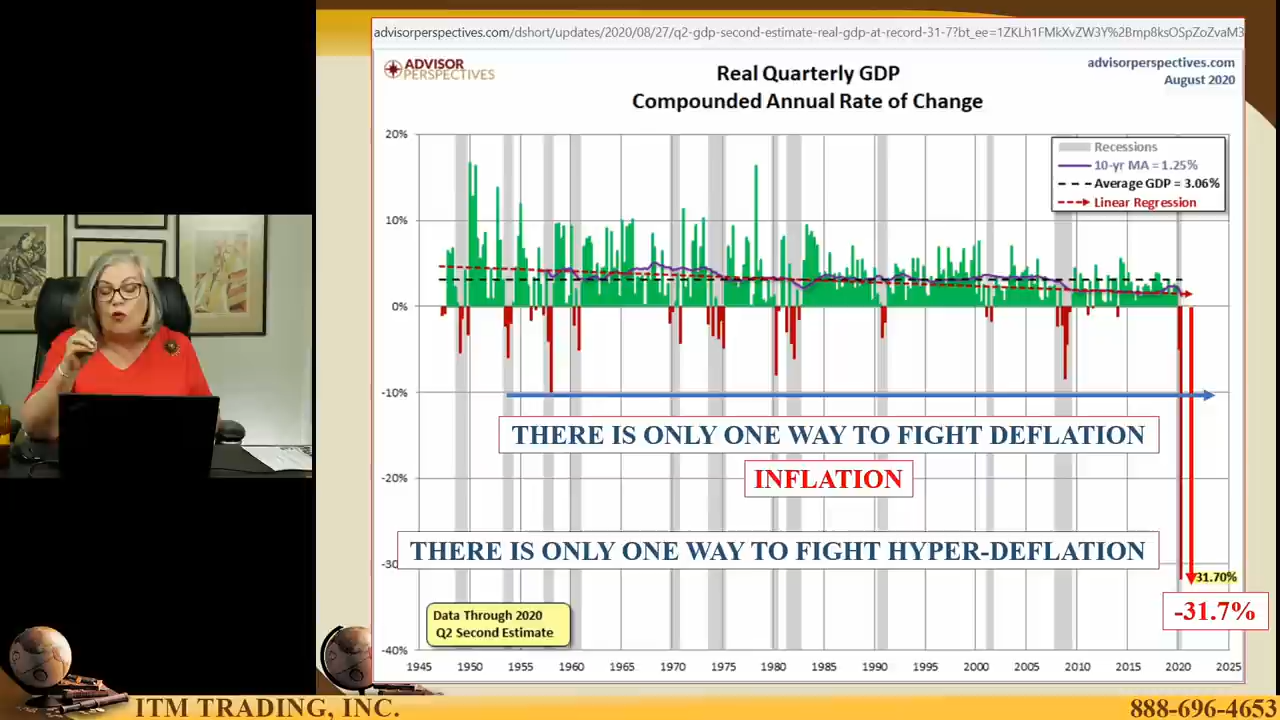 advisorperspectives.com/dshort/updates/2020/08/27/q2-gdp-second-estimate-real-gdp-at-record-31-7?bt_ee=1ZKLh1FMkXvZW3Y%2Bmp8ksOSpZoZvaM3
ADVISOR
PERSPECTIVES
Real Quarterly GDP
Compounded Annual Rate of Change
advisorperspectives.com
August 2020
Recessions
10-yr MA = 1.25%
Average GDP = 3.06%
Linear Regression
20%
10%
0%
-10%
-20%
-30
-40%
THERE IS ONLY ONE WAY TO FIGHT DEFLATION
INFLATION
THERE IS ONLY ONE WAY TO FIGHT HYPER-DEFLATION
31.70%
-31.7%
Data Through 2020
Q2 Second Estimate
1945 1950 1955 1960 1965 1970 1975 1980 1985 1990 1995 2000 2005 2010 2015 2020 2025
ITM TRADING, INC.
888-696-4653